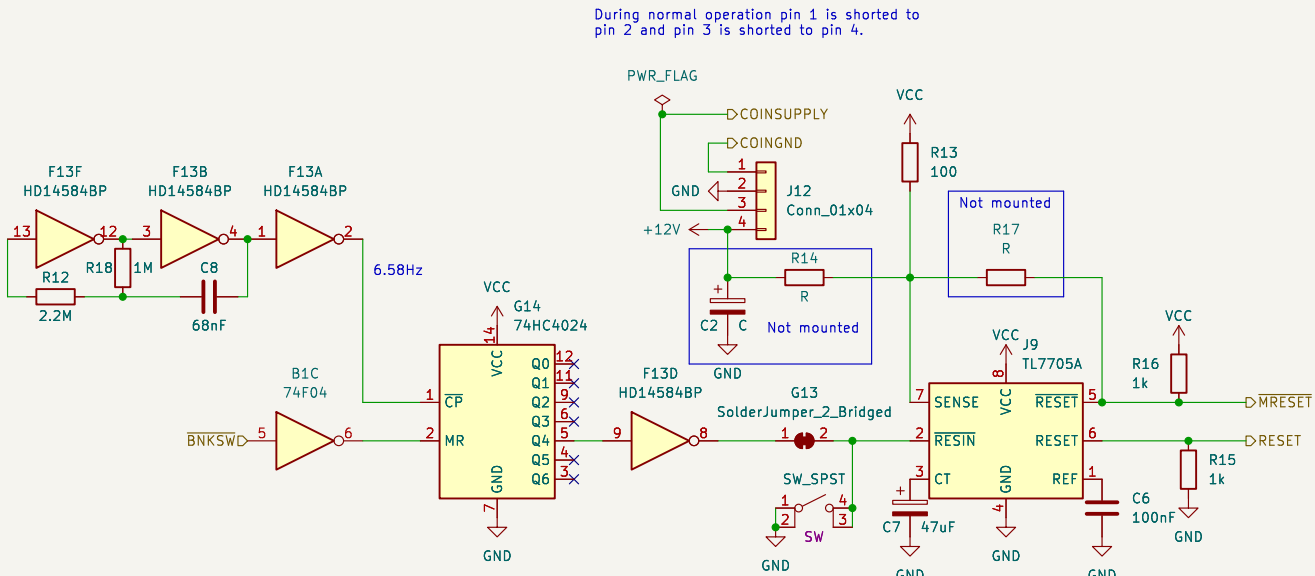 During normal operation pin 1 is shorted to
pin 2 and pin 3 is shorted to pin 4.
PWR_FLAG
COINSUPPLY
COINGND
1
2
3
4
GND
+12V
J12
Conn_01x04
VCC
R13
100
Not mounted
R17
R
R14
R
C2
C
Not mounted
GND
F13F
HD14584BP
13
12
F13B
HD14584BP
3
4
F13A
HD14584BP
1
2
R12
2.2M
R18
1M
C8
68nF
6.58Hz
VCC
G14
74HC4024
14
VCC
1
CP
2
MR
GND
7
GND
Q0
12
Q1
11
Q2
9
Q3
6
Q4
5
Q5
4
Q6
3
B1C
74F04
BNKSW
5
6
F13D
HD14584BP
9
8
G13
SolderJumper_2_Bridged
1
2
SW_SPST
1
2
4
3
SW
GND
VCC
J9
TL7705A
8
VCC
7
SENSE
2
RESIN
3
CT
GND
4
GND
RESET
5
RESET
6
REF
1
C7
47uF
GND
C6
100nF
GND
VCC
R16
1k
MRESET
RESET
R15
1k
GND